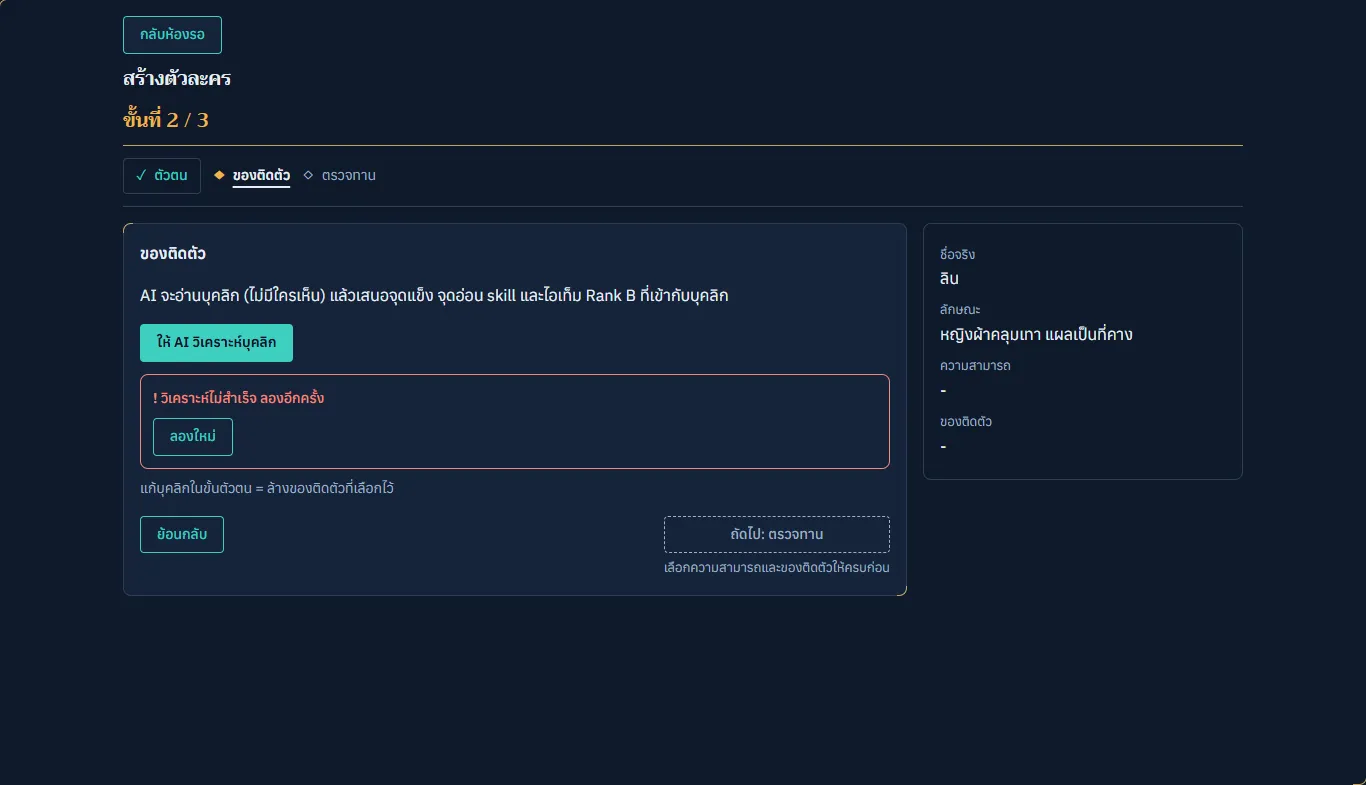 กลับห้องรอ
สร้างตัวละคร
ขั้นที่ 2 / 3
✓ ตัวตน ◆ ของติดตัว ◇ ตรวจทาน
ของติดตัว
AI จะอ่านบุคลิก (ไม่มีใครเห็น) แล้วเสนอจุดแข็ง จุดอ่อน skill และไอเท็ม Rank B ที่เข้ากับบุคลิก
ให้ AI วิเคราะห์บุคลิก
! วิเคราะห์ไม่สำเร็จ ลองอีกครั้ง
ลองใหม่
แก้บุคลิกในขั้นตัวตน = ล้างของติดตัวที่เลือกไว้
ย้อนกลับ
ถัดไป: ตรวจทาน
เลือกความสามารถและของติดตัวให้ครบก่อน
ชื่อจริง
ลิน
ลักษณะ
หญิงผ้าคลุมเทา แผลเป็นที่คาง
ความสามารถ
-
ของติดตัว
-